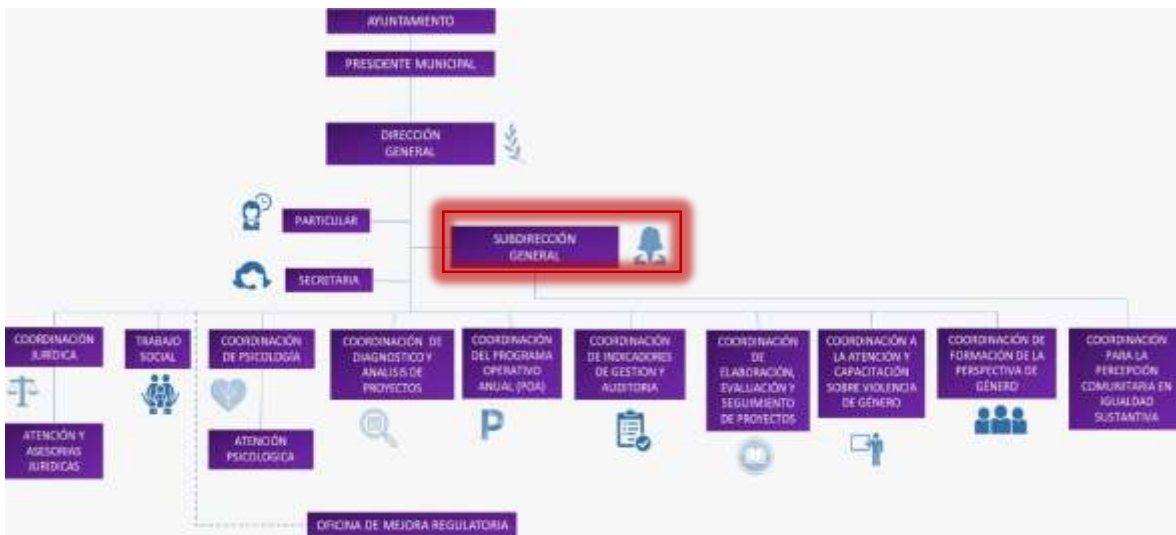 AYUNTAMIENTO
PRESIDENTE MUNICIPAL
DIRECCIÓN
GENERAL
PARTICULAR
SUBDIRECCIÓN
GENERAL
SECRETARIA
COORDINACIÓN
JURÍDICA
TRABAJO
SOCIAL
COORDINACIÓN
DE PSICOLOGÍA
COORDINACIÓN DE
DIAGNOSTICO Y
ANALISIS DE
PROYECTOS
COORDINACIÓN
DEL PROGRAMA
OPERATIVO
ANUAL (POA)
COORDINACIÓN
DE INDICADORES
DE GESTION Y
AUDITORIA
COORDINACIÓN
DE
ELABORACIÓN,
EVALUACIÓN Y
SEGUIMIENTO
DE PROYECTOS
COORDINACIÓN A
LA ATENCIÓN Y
CAPACITACIÓN
SOBRE VIOLENCIA
DE GÉNERO
COORDINACIÓN DE
FORMACIÓN DE LA
PERSPECTIVA DE
GÉNERO
COORDINACIÓN
PARA LA
PERCEPCIÓN
COMUNITARIA EN
IGUALDAD
SUSTANTIVA
P
ATENCIÓN Y
ASESORIAS
JURIDICAS
ATENCIÓN
PSICOLOGICA
OFICINA DE MEJORA REGULATORIA